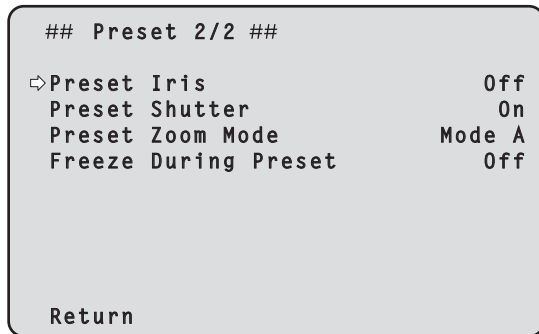 ## Preset 2/2 ##
⇨Preset Iris Off
Preset Shutter On
Preset Zoom Mode Mode A
Freeze During Preset Off
Return